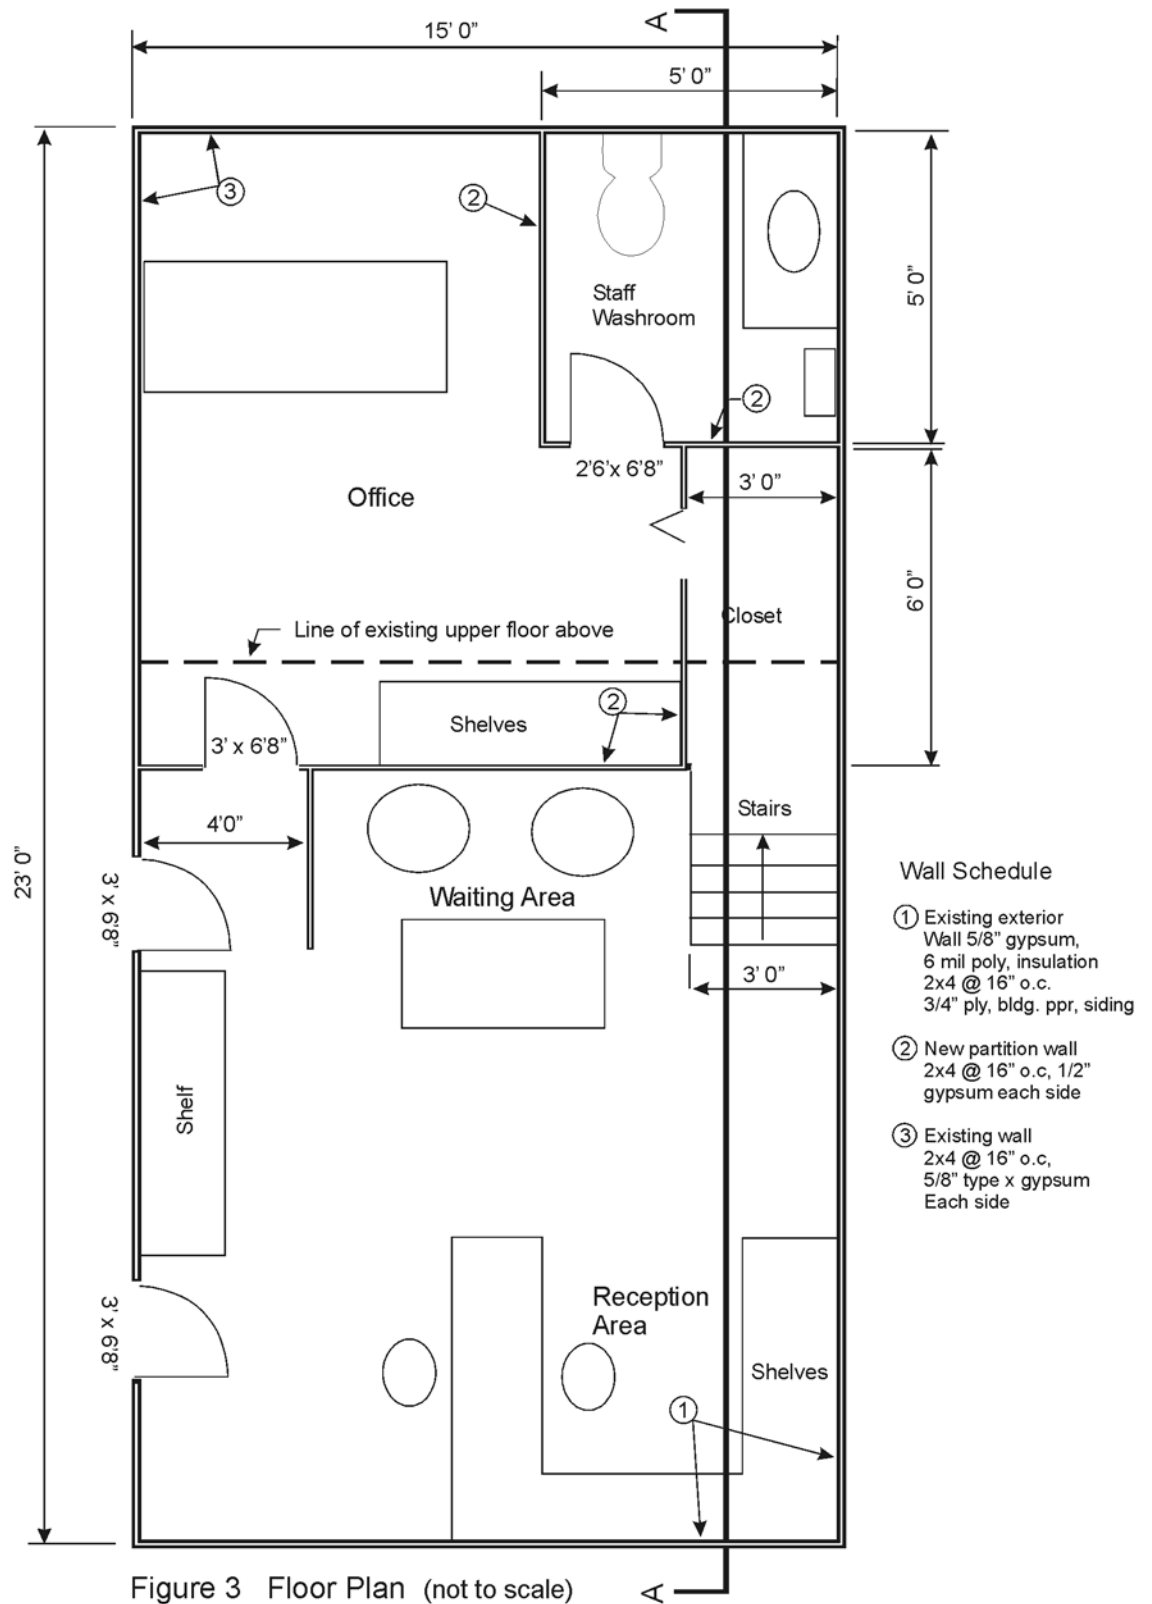 A
15' 0"
5' 0"
3
2
Staff
Washroom
5' 0"
2
2'6'x 6'8"
3' 0"
Office
6' 0"
Closet
Line of existing upper floor above
2
Shelves
3' x 6'8"
Stairs
4'0"
23' 0"
3' x 6'8"
Waiting Area
3' 0"
Wall Schedule
1 Existing exterior
Wall 5/8" gypsum,
6 mil poly, insulation
2x4 @ 16" o.c.
3/4" ply, bldg. ppr, siding
2 New partition wall
2x4 @ 16" o.c, 1/2"
gypsum each side
3 Existing wall
2x4 @ 16" o.c,
5/8" type x gypsum
Each side
Shelf
3' x 6'8"
Reception
Area
Shelves
1
A
Figure 3 Floor Plan (not to scale)